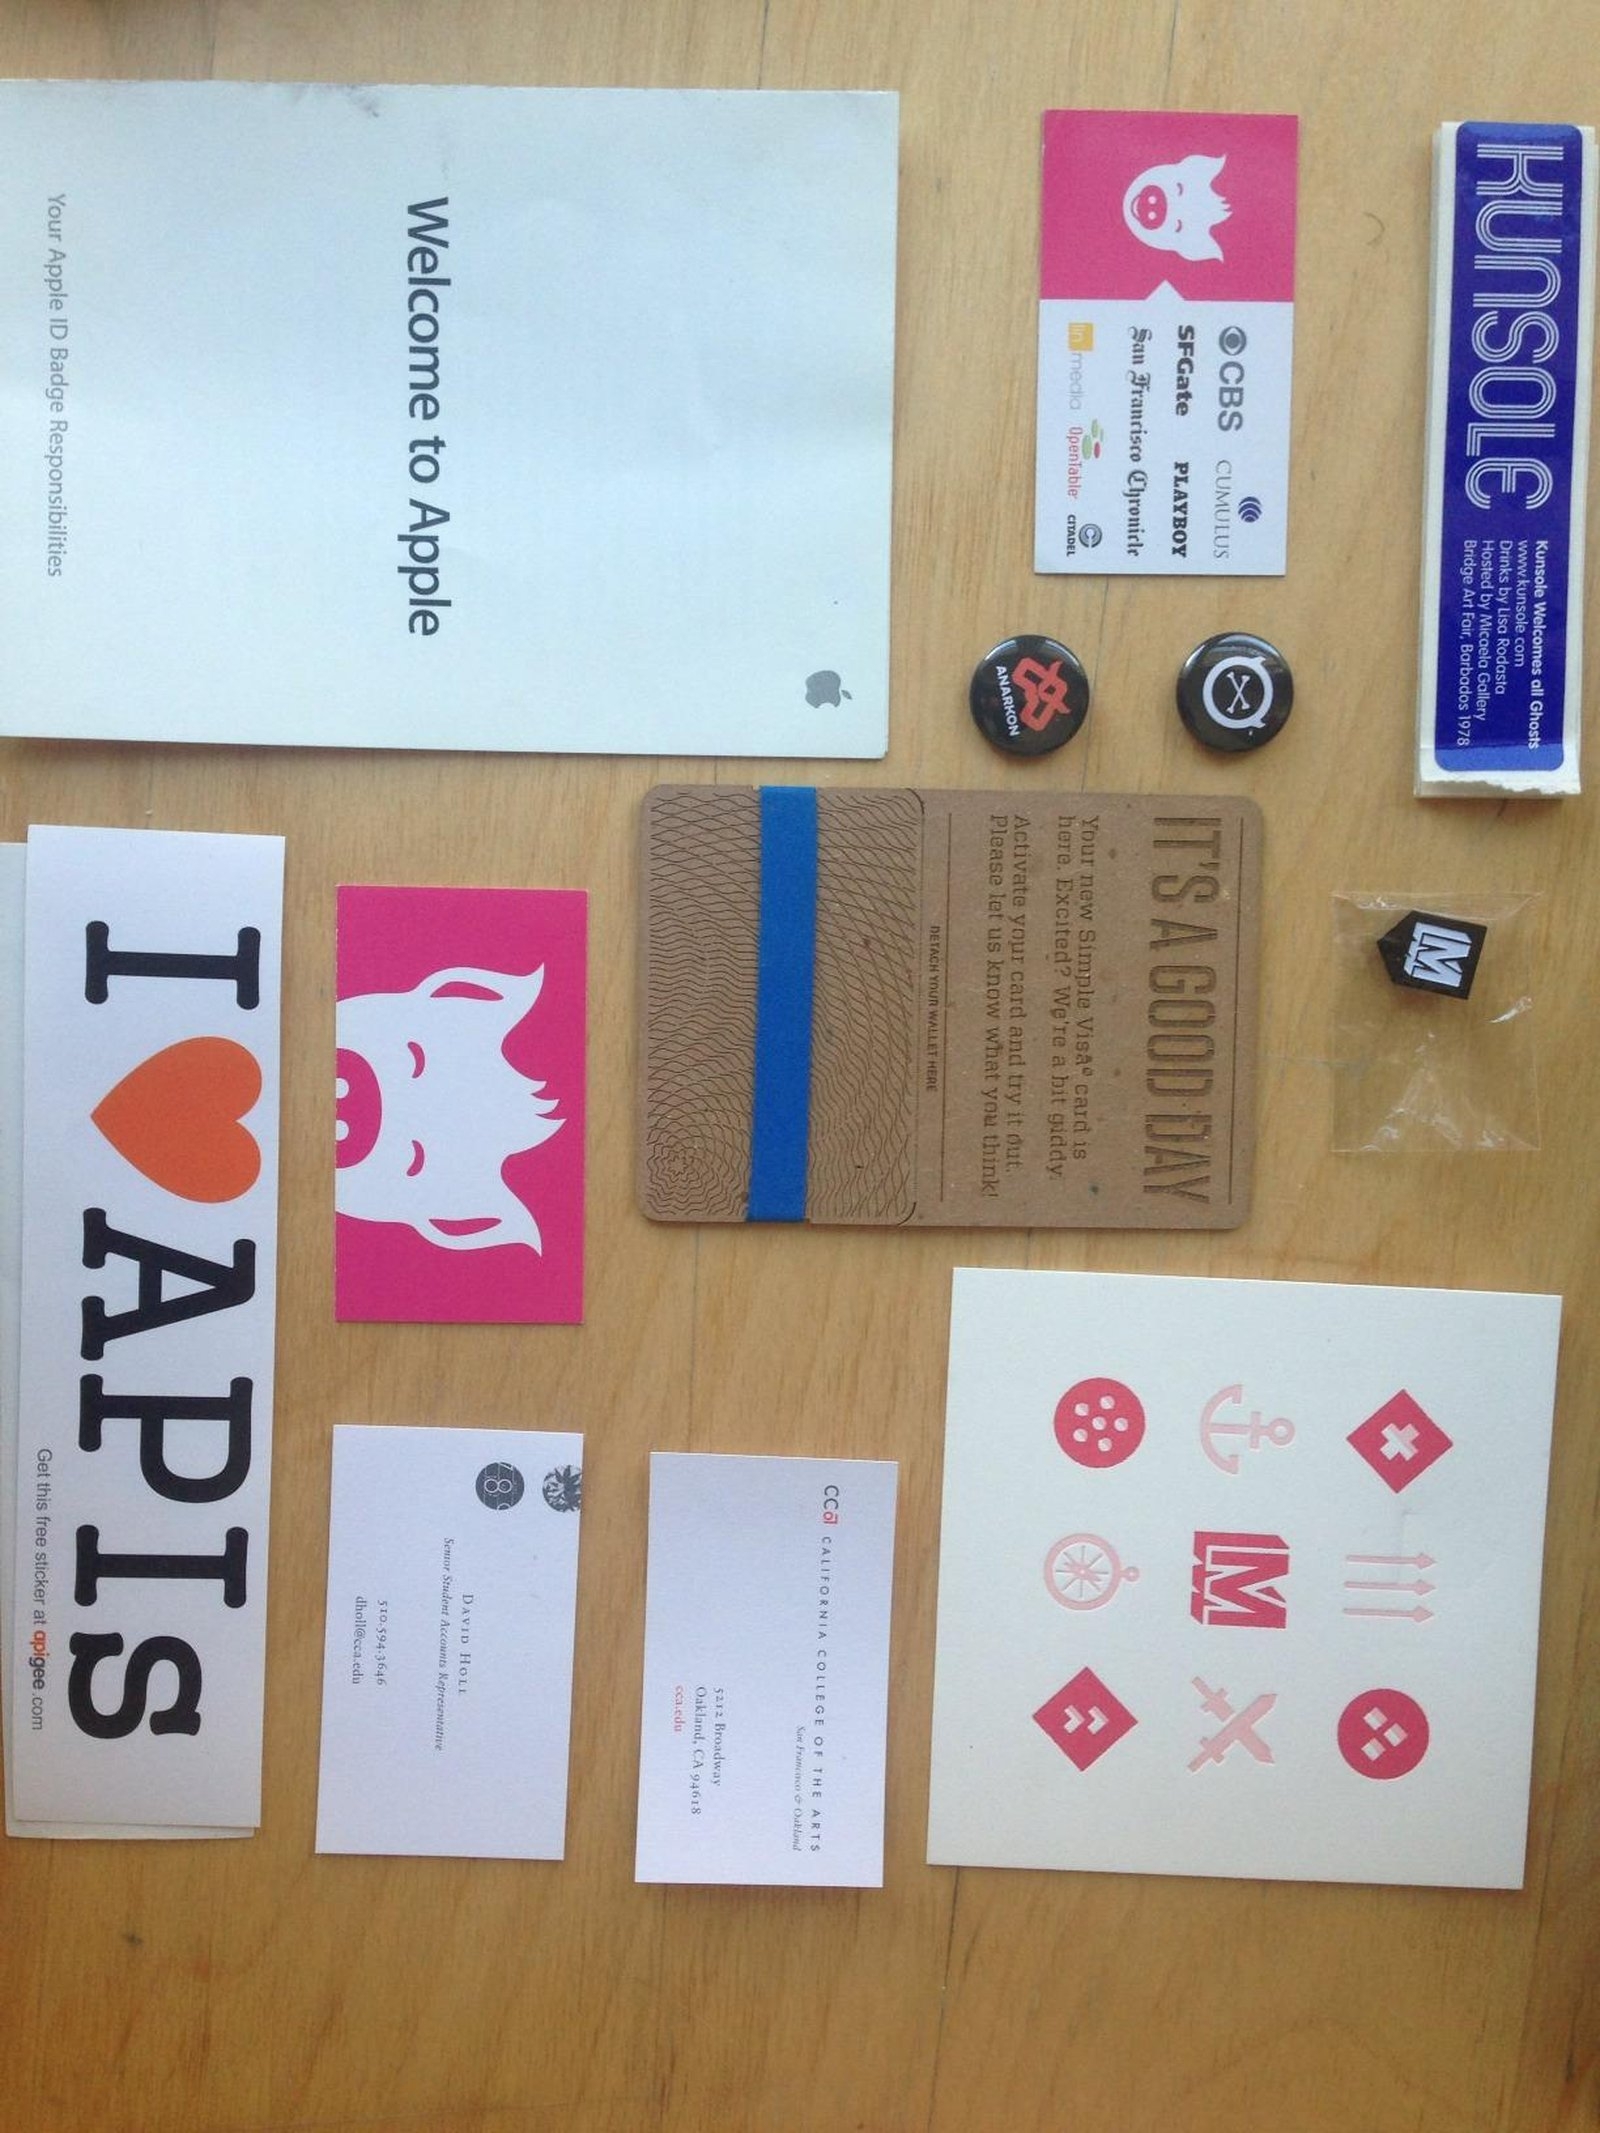 Welcome to Apple
Your Apple ID Badge Responsibilities
CBS
CUMULUS
SFGate
PLAYBOY
San Francisco Chronicle
lin media
OpenTable
CITADEL
KUNSOLE
Kunsole Welcomes all Ghosts
www.kunsole.com
Drinks by Lisa Rodasta
Hosted by Micaela Gallery
Bridge Art Fair, Barbados 1978
ANARKON
IT'S A GOOD DAY
Your new Simple Visa® card is
here. Excited? We're a bit giddy.
Activate your card and try it out.
Please let us know what you think!
DETACH YOUR WALLET HERE
M
I ♥ APIS
Get this free sticker at apigee.com
DAVID HOLL
Senior Student Accounts Representative
510.594.3646
dholl@cca.edu
CALIFORNIA COLLEGE OF THE ARTS
San Francisco & Oakland
5212 Broadway
Oakland, CA 94618
cca.edu
M